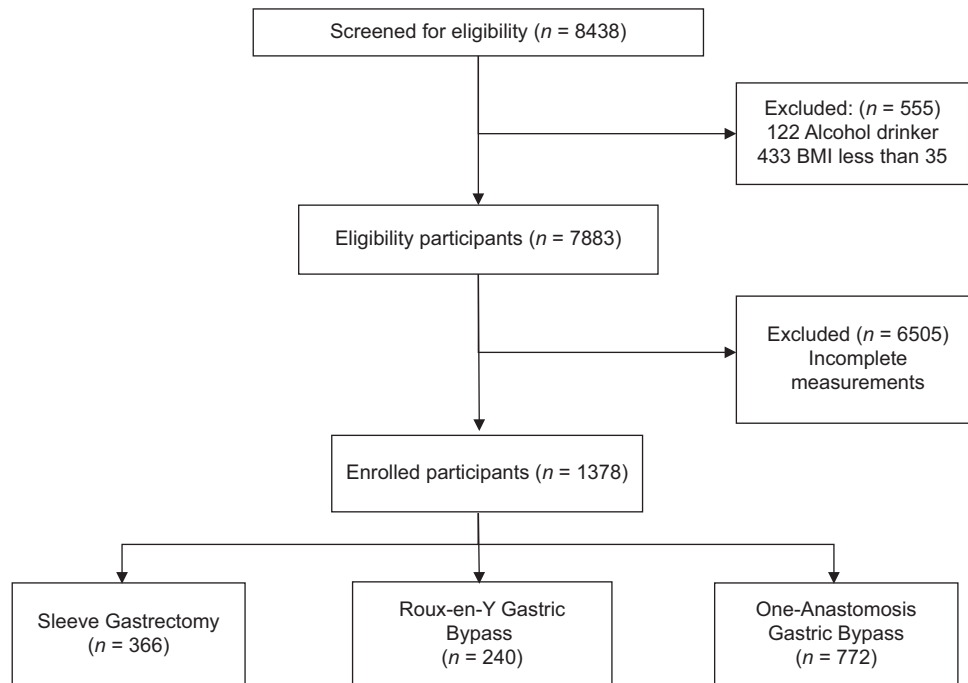 Screened for eligibility (n = 8438)
Excluded: (n = 555)
122 Alcohol drinker
433 BMI less than 35
Eligibility participants (n = 7883)
Excluded (n = 6505)
Incomplete
measurements
Enrolled participants (n = 1378)
Sleeve Gastrectomy
(n = 366)
Roux-en-Y Gastric
Bypass
(n = 240)
One-Anastomosis
Gastric Bypass
(n = 772)